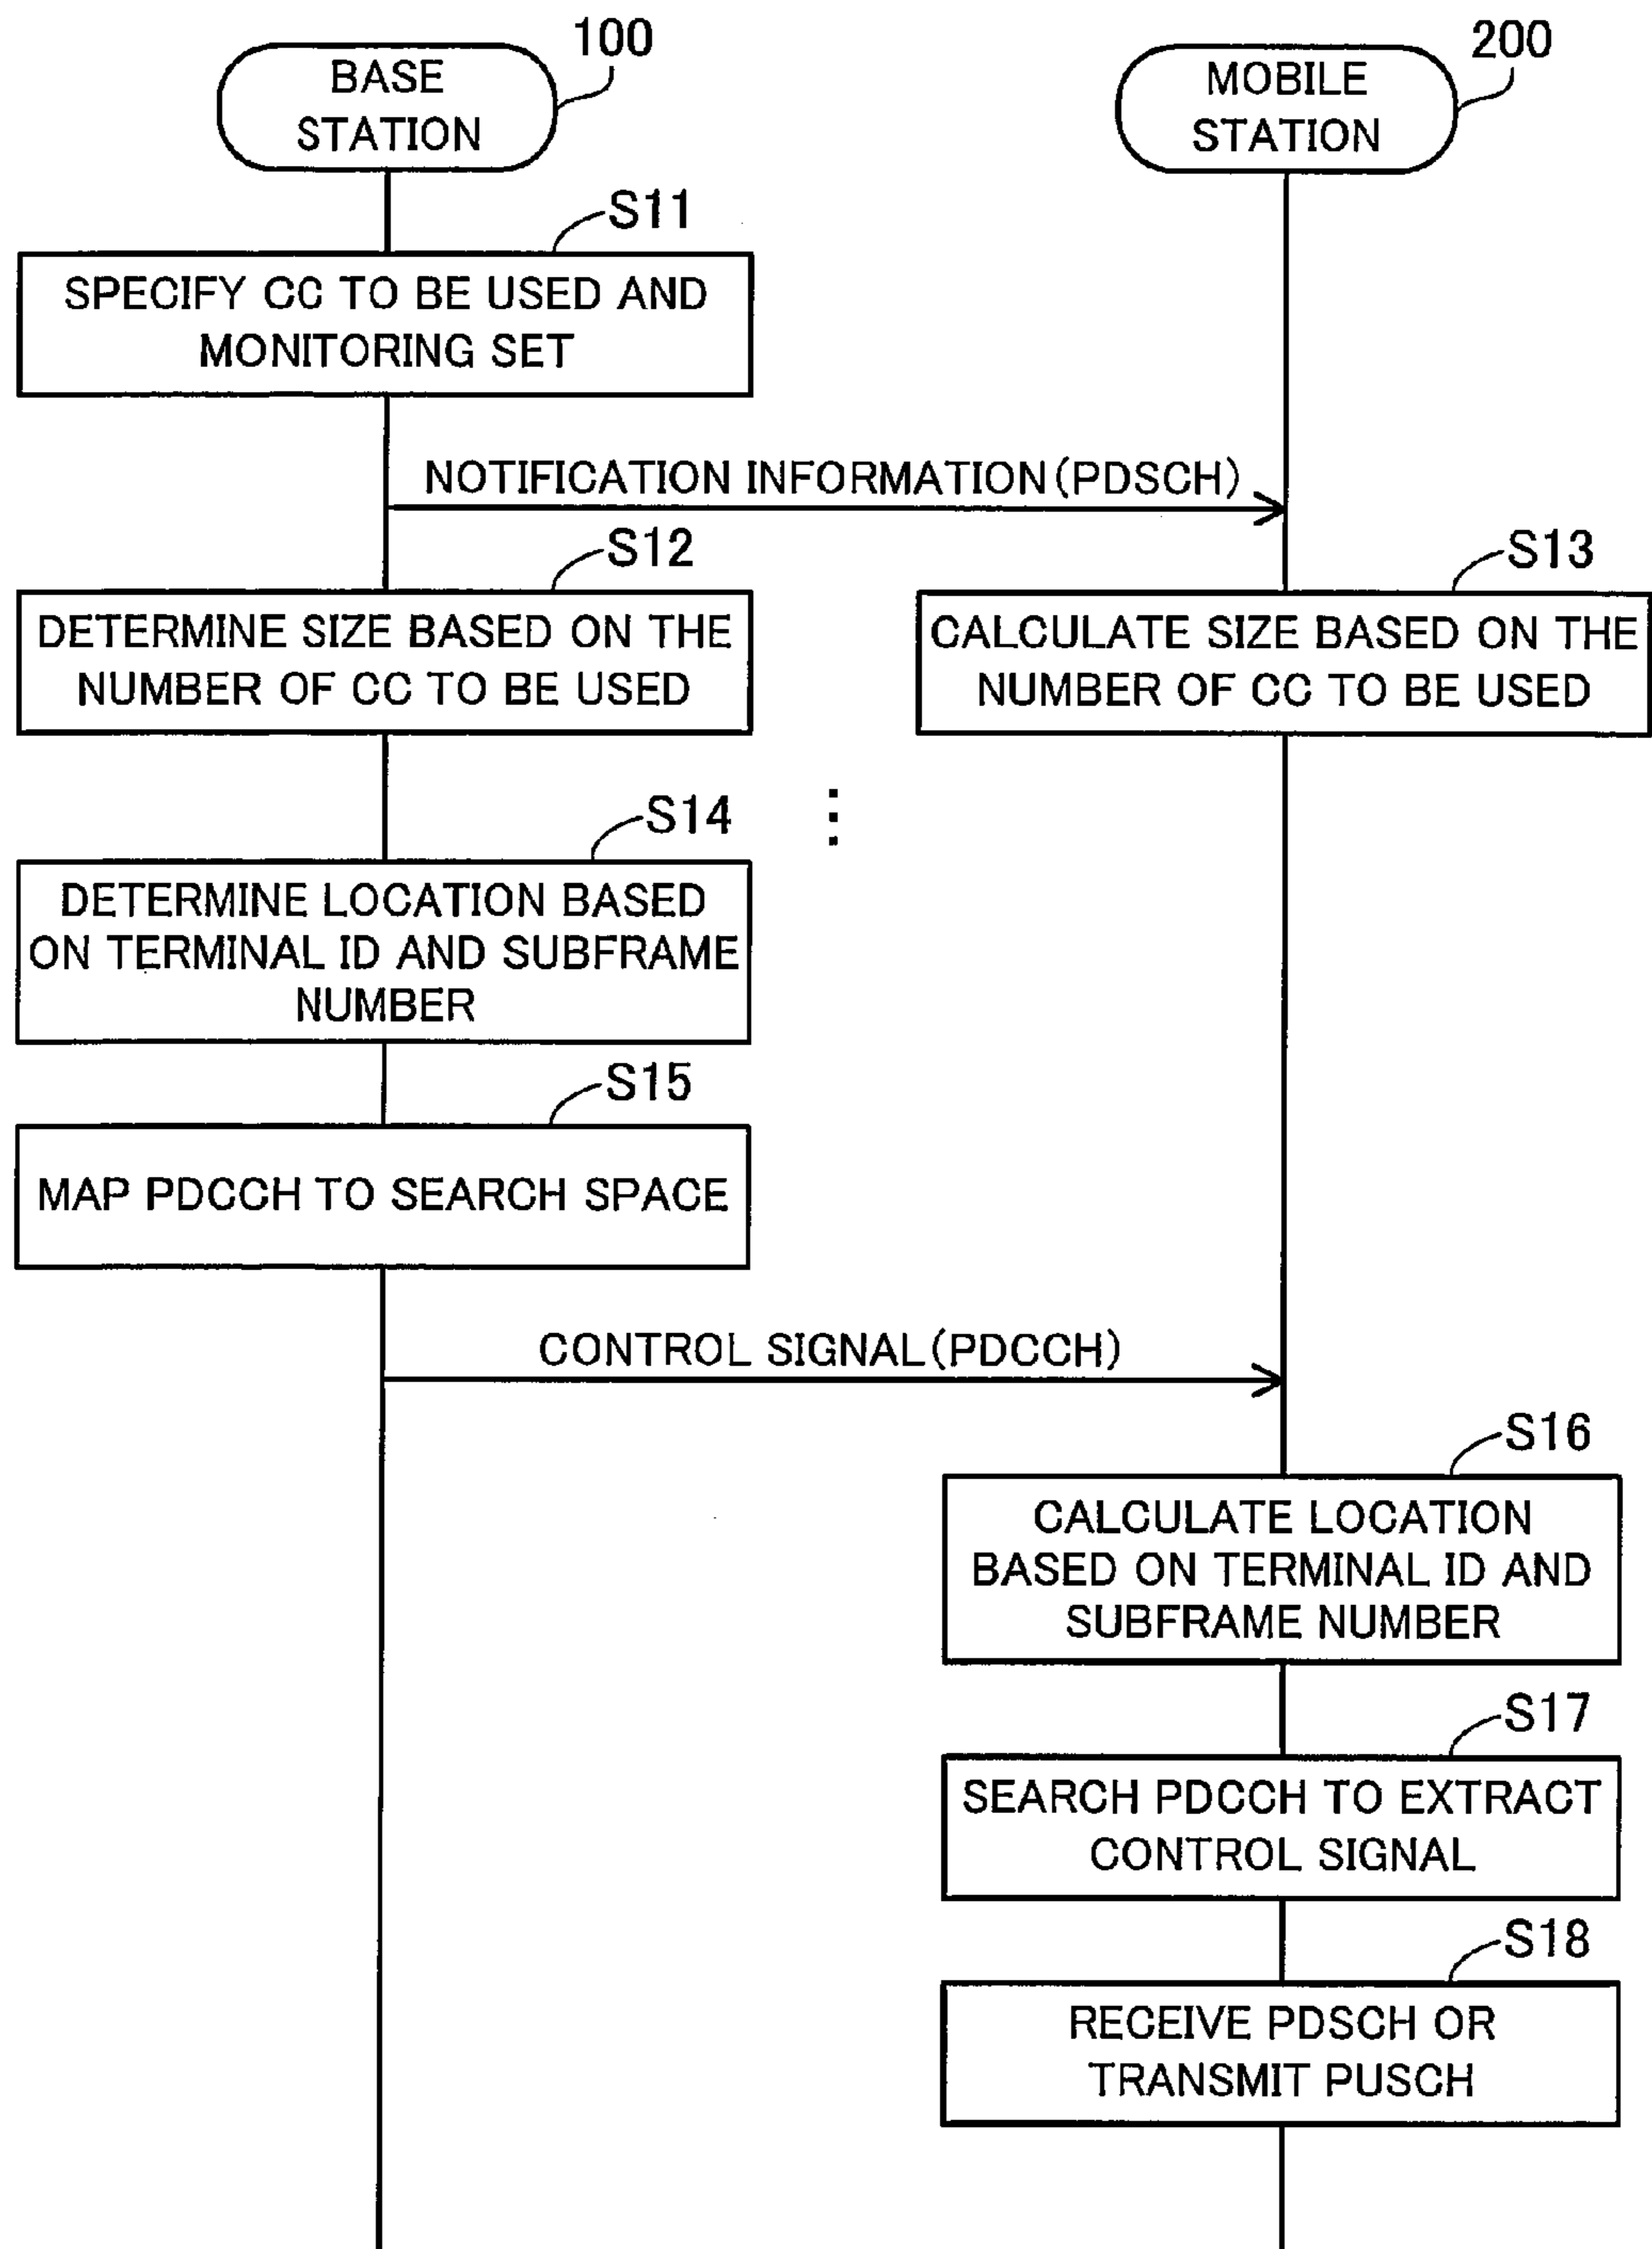 100
BASE
STATION
200
MOBILE
STATION
S11
SPECIFY CC TO BE USED AND
MONITORING SET
NOTIFICATION INFORMATION(PDSCH)
S12
DETERMINE SIZE BASED ON THE
NUMBER OF CC TO BE USED
S13
CALCULATE SIZE BASED ON THE
NUMBER OF CC TO BE USED
S14
DETERMINE LOCATION BASED
ON TERMINAL ID AND SUBFRAME
NUMBER
S15
MAP PDCCH TO SEARCH SPACE
CONTROL SIGNAL(PDCCH)
S16
CALCULATE LOCATION
BASED ON TERMINAL ID AND
SUBFRAME NUMBER
S17
SEARCH PDCCH TO EXTRACT
CONTROL SIGNAL
S18
RECEIVE PDSCH OR
TRANSMIT PUSCH